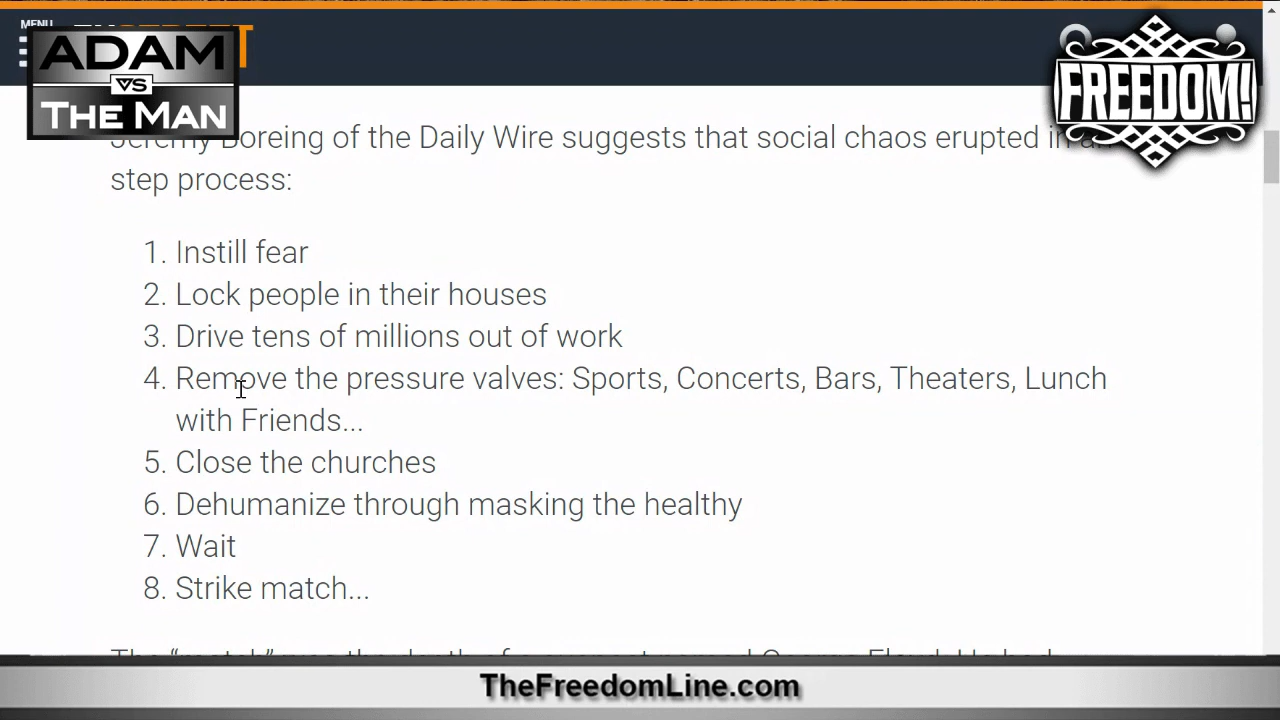 MENU
ADAM
VS
THE MAN
FREEDOM!
Jeremy Boreing of the Daily Wire suggests that social chaos erupted in an
step process:
1. Instill fear
2. Lock people in their houses
3. Drive tens of millions out of work
4. Remove the pressure valves: Sports, Concerts, Bars, Theaters, Lunch
with Friends...
5. Close the churches
6. Dehumanize through masking the healthy
7. Wait
8. Strike match...
TheFreedomLine.com